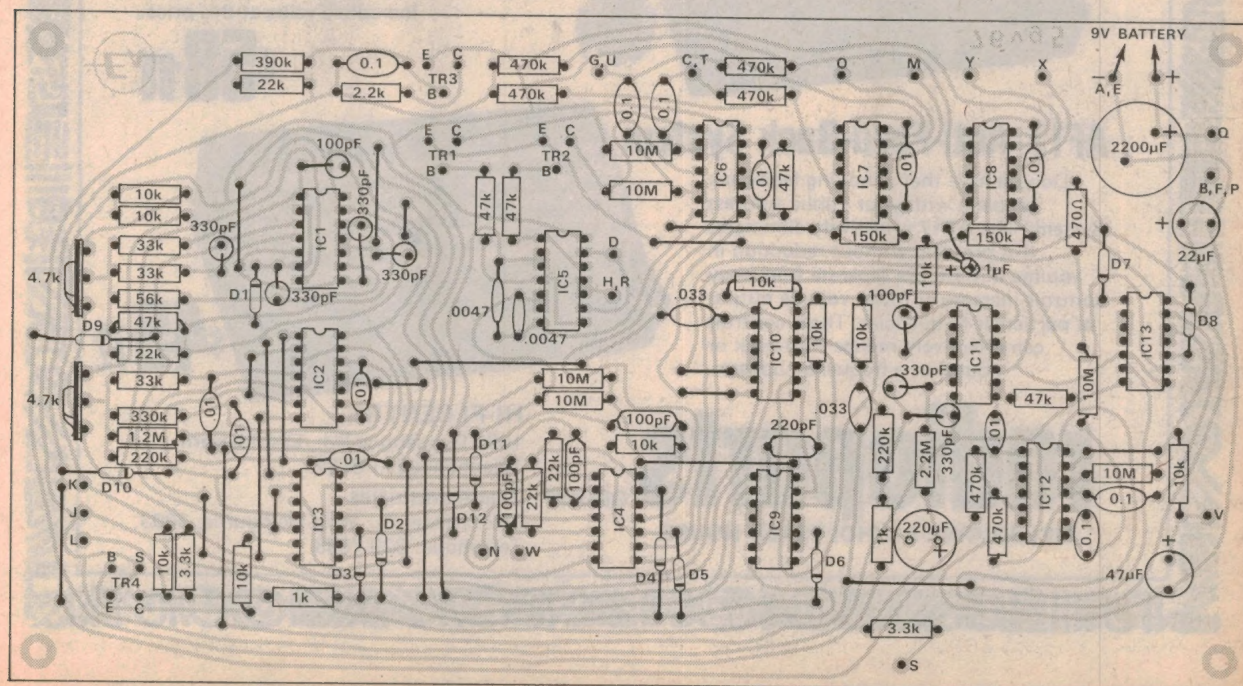 76vg5
9V BATTERY
EA
390k
0.1
E C
TR3
B
470k
G,U
C,T
470k
O
M
Y
X
− A,E
+
22k
2.2k
470k
0.1
0.1
470k
2200µF
+
Q
100pF
E C
TR1
B
E C
TR2
B
10M
IC6
.01
47k
IC7
.01
IC8
.01
B,F,P
10k
10k
330pF
IC1
330pF
47k
47k
10M
150k
150k
470Ω
+
22µF
33k
4.7k
33k
330pF
IC5
D
10k
+
1µF
D7
56k
D1
330pF
H,R
10k
100pF
47k
D9
.0047
.0047
.033
IC10
10k
10k
IC11
IC13
D8
22k
IC2
33k
.01
10M
330pF
10M
4.7k
.01
10M
.033
47k
330k
.01
100pF
220pF
220k
330pF
.01
1.2M
D11
22k
100pF
10k
2.2M
220k
.01
470k
IC12
10M
10k
K
D10
IC3
D12
100pF
22k
IC4
IC9
0.1
J
470k
V
L
D2
N
W
1k
220µF
+
0.1
B S
TR4
E C
10k
3.3k
10k
D3
D4
D5
D6
47µF
+
1k
3.3k
S